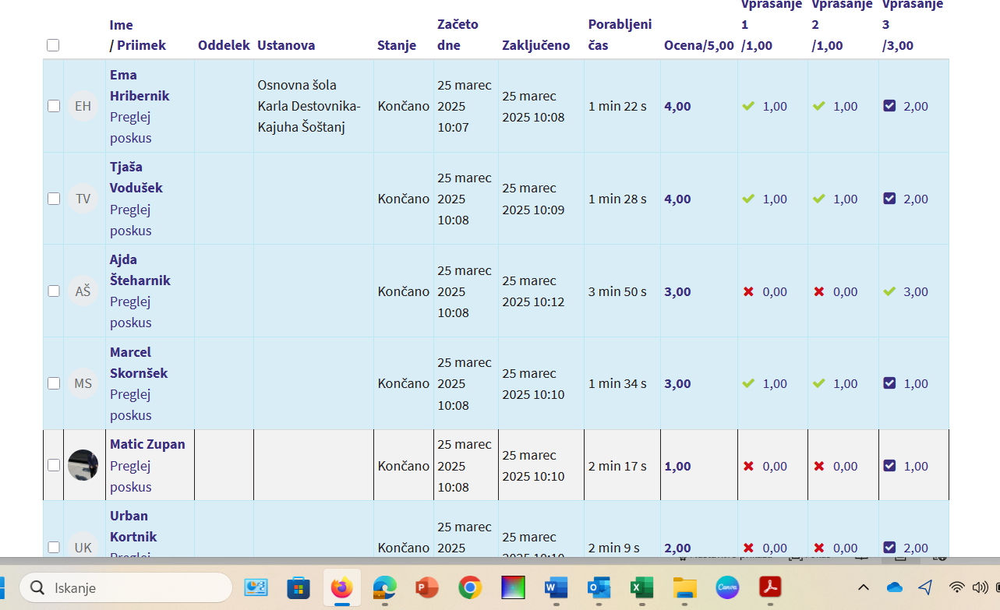 Vprašanje Vprašanje Vprašanje
Ime Začeto Porabljeni 1 2 3
/ Priimek Oddelek Ustanova Stanje dne Zaključeno čas Ocena/5,00 /1,00 /1,00 /3,00
Ema
Hribernik
Preglej
poskus
EH
Osnovna šola
Karla Destovnika-
Kajuha Šoštanj
Končano
25 marec
2025
10:07
25 marec
2025 10:08
1 min 22 s
4,00
1,00
1,00
2,00
TV
Tjaša
Vodušek
Preglej
poskus
Končano
25 marec
2025
10:08
25 marec
2025 10:09
1 min 28 s
4,00
1,00
1,00
2,00
AŠ
Ajda
Šteharnik
Preglej
poskus
Končano
25 marec
2025
10:08
25 marec
2025 10:12
3 min 50 s
3,00
0,00
0,00
3,00
MS
Marcel
Skornšek
Preglej
poskus
Končano
25 marec
2025
10:08
25 marec
2025 10:10
1 min 34 s
3,00
1,00
1,00
1,00
Matic Zupan
Preglej
poskus
Končano
25 marec
2025
10:08
25 marec
2025 10:10
2 min 17 s
1,00
0,00
0,00
1,00
UK
Urban
Kortnik
Preglej
Končano
25 marec
2025
25 marec
2025 10:10
2 min 9 s
2,00
0,00
0,00
2,00
Iskanje
P
W
O
X
Canva